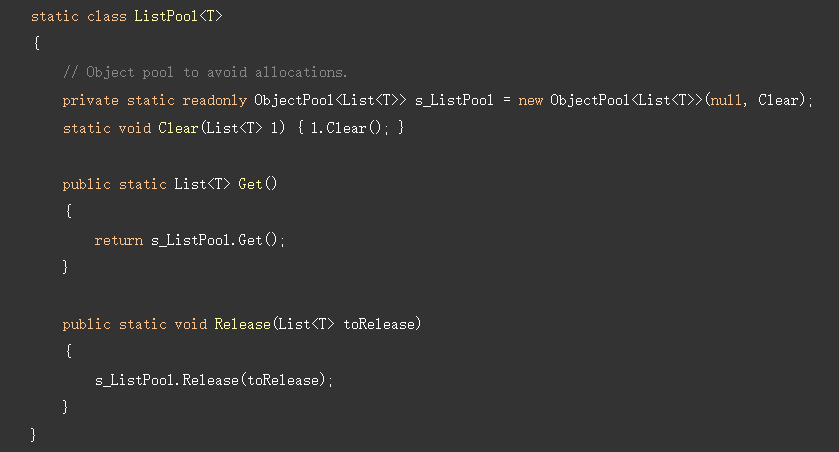 static class ListPool<T>
{
// Object pool to avoid allocations.
private static readonly ObjectPool<List<T>> s_ListPool = new ObjectPool<List<T>>(null, Clear);
static void Clear(List<T> l) { l.Clear(); }
public static List<T> Get()
{
return s_ListPool.Get();
}
public static void Release(List<T> toRelease)
{
s_ListPool.Release(toRelease);
}
}